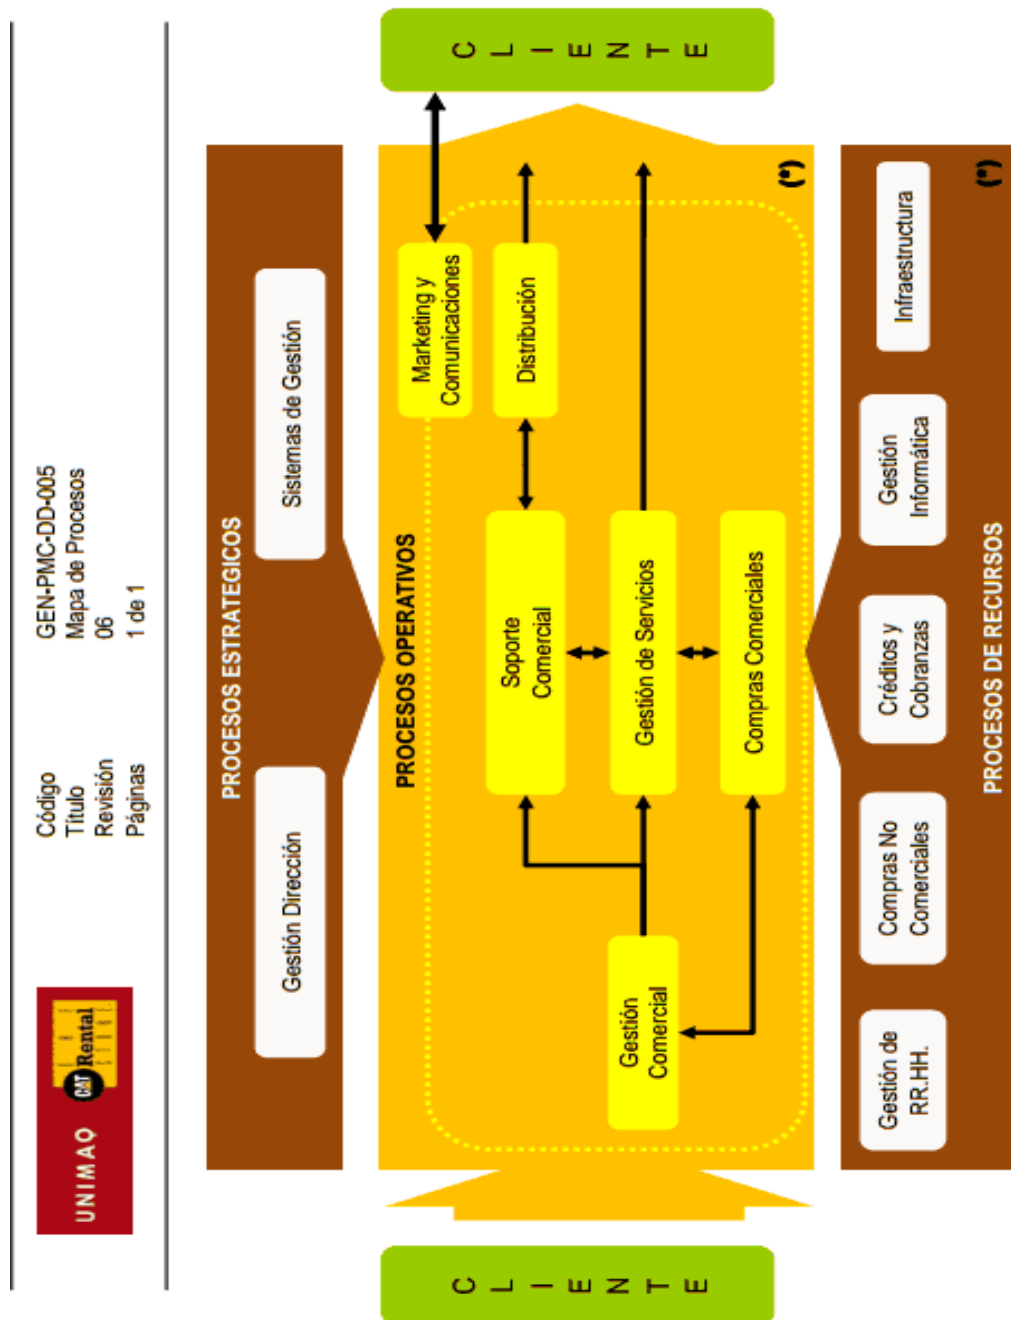 UNIMAQ
CAT Rental
Código GEN-PMC-DD-005
Título Mapa de Procesos
Revisión 06
Páginas 1 de 1
PROCESOS ESTRATEGICOS
Gestión Dirección
Sistemas de Gestión
PROCESOS OPERATIVOS
CLIENTE
Gestión
Comercial
Soporte
Comercial
Gestión de Servicios
Compras Comerciales
Marketing y
Comunicaciones
Distribución
(*)
CLIENTE
Gestión de
RR.HH.
Compras No
Comerciales
Créditos y
Cobranzas
Gestión
Informática
Infraestructura
PROCESOS DE RECURSOS
(*)